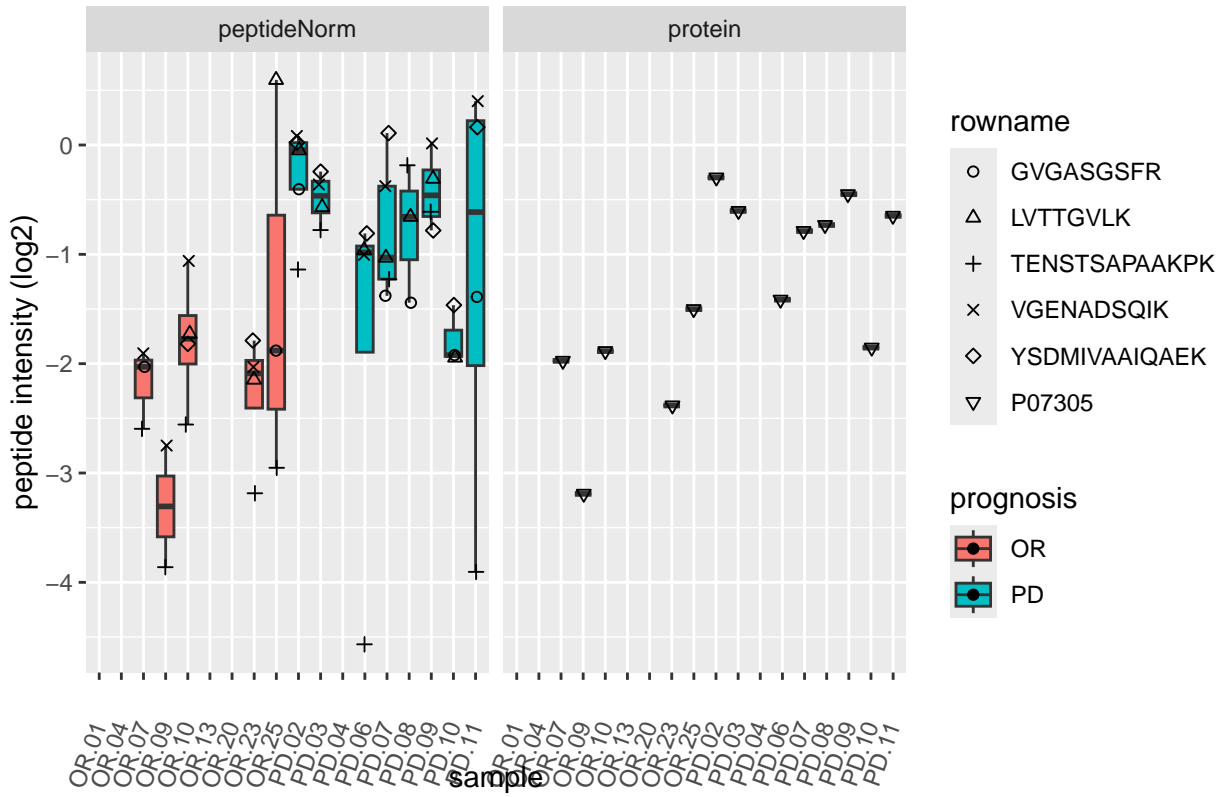 peptideNorm protein
peptide intensity (log2)
0
−1
−2
−3
−4
OR.01 OR.04 OR.07 OR.09 OR.10 OR.13 OR.20 OR.23 OR.25 PD.02 PD.03 PD.04 PD.06 PD.07 PD.08 PD.09 PD.10 PD.11
OR.01 OR.04 OR.07 OR.09 OR.10 OR.13 OR.20 OR.23 OR.25 PD.02 PD.03 PD.04 PD.06 PD.07 PD.08 PD.09 PD.10 PD.11
sample
rowname
GVGASGSFR
LVTTGVLK
TENSTSAPAAKPK
VGENADSQIK
YSDMIVAAIQAEK
P07305
prognosis
OR
PD